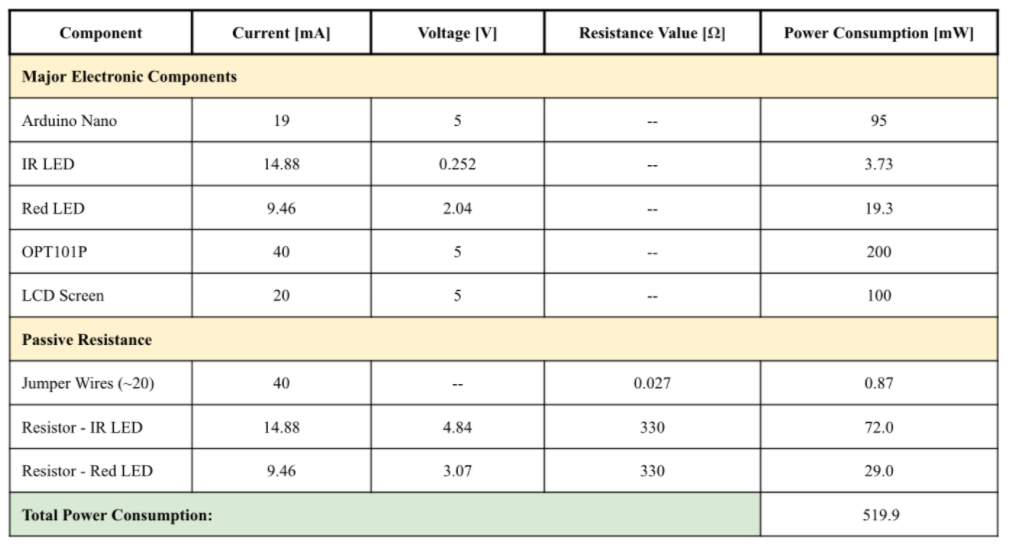 Component Current [mA] Voltage [V] Resistance Value [Ω] Power Consumption [mW]
Major Electronic Components
Arduino Nano 19 5 -- 95
IR LED 14.88 0.252 -- 3.73
Red LED 9.46 2.04 -- 19.3
OPT101P 40 5 -- 200
LCD Screen 20 5 -- 100
Passive Resistance
Jumper Wires (~20) 40 -- 0.027 0.87
Resistor - IR LED 14.88 4.84 330 72.0
Resistor - Red LED 9.46 3.07 330 29.0
Total Power Consumption: 519.9